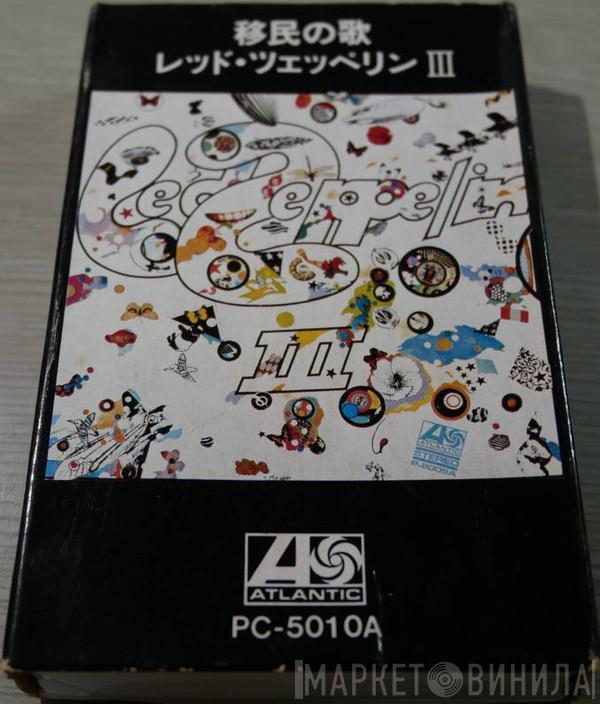 移民の歌
レッド・ツェッペリン III
Led Zeppelin
III
ATLANTIC
STEREO
P-8009A
ATLANTIC
PC-5010A
МАРКЕТ ВИНИЛА